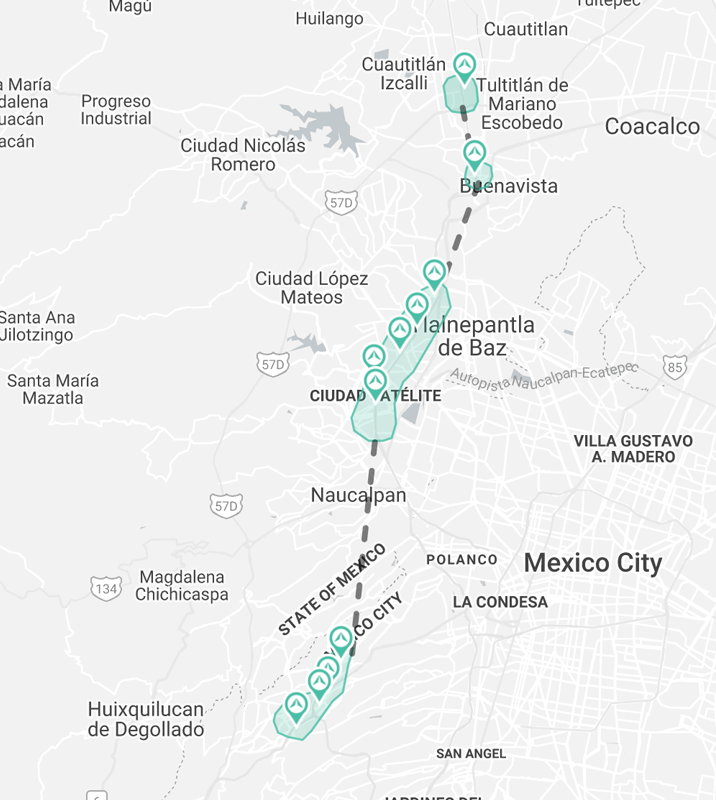 Magú
Huilango
Tultepec
Cuautitlan
Cuautitlán
Izcalli
Tultitlán de
Mariano
Escobedo
a María
dalena
uacán
acán
Progreso
Industrial
Coacalco
Ciudad Nicolás
Romero
Buenavista
57D
Ciudad López
Mateos
Santa Ana
Jilotzingo
lalnepantla
de Baz
57D
85
Autopista Naucalpan-Ecatepec
Santa María
Mazatla
CIUDAD ATÉLITE
VILLA GUSTAVO
A. MADERO
Naucalpan
57D
POLANCO
Mexico City
STATE OF MEXICO
134
Magdalena
Chichicaspa
LA CONDESA
CO CITY
Huixquilucan
de Degollado
SAN ANGEL
JARDINES DEL